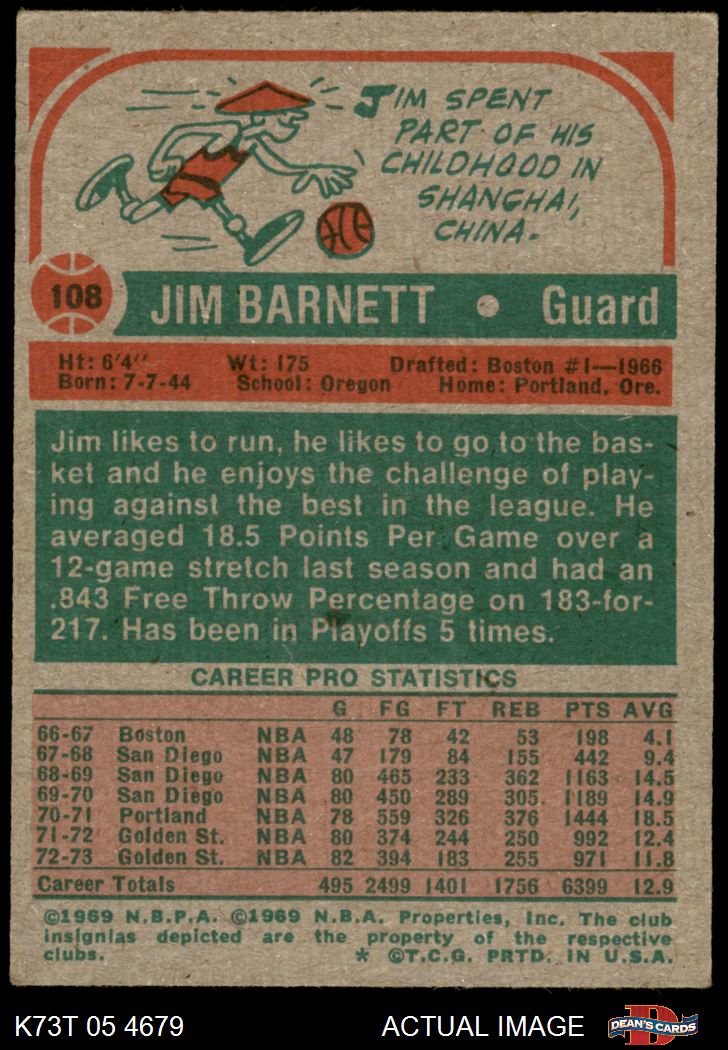 JIM SPENT
PART OF HIS
CHILDHOOD IN
SHANGHAI,
CHINA.
108 JIM BARNETT • Guard
Ht: 6'4" Wt: 175 Drafted: Boston #1—1966
Born: 7-7-44 School: Oregon Home: Portland, Ore.
Jim likes to run, he likes to go to the bas-
ket and he enjoys the challenge of play-
ing against the best in the league. He
averaged 18.5 Points Per Game over a
12-game stretch last season and had an
.843 Free Throw Percentage on 183-for-
217. Has been in Playoffs 5 times.
CAREER PRO STATISTICS
G FG FT REB PTS AVG
66-67 Boston NBA 48 78 42 53 198 4.1
67-68 San Diego NBA 47 179 84 155 442 9.4
68-69 San Diego NBA 80 465 233 362 1163 14.5
69-70 San Diego NBA 80 450 289 305 1189 14.9
70-71 Portland NBA 78 559 326 376 1444 18.5
71-72 Golden St. NBA 80 374 244 250 992 12.4
72-73 Golden St. NBA 82 394 183 255 971 11.8
Career Totals 495 2499 1401 1756 6399 12.9
©1969 N.B.P.A. ©1969 N.B.A. Properties, Inc. The club
insignias depicted are the property of the respective
clubs. * ©T.C.G. PRTD. IN U.S.A.
K73T 05 4679 ACTUAL IMAGE DEAN'S CARDS